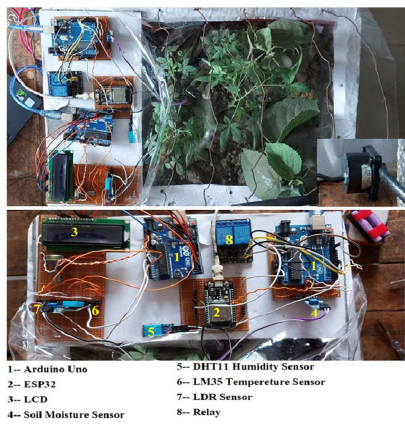 3
1
8
1
2
7
6
5
4
1-- Arduino Uno
2-- ESP32
3-- LCD
4-- Soil Moisture Sensor
5-- DHT11 Humidity Sensor
6-- LM35 Tempereture Sensor
7-- LDR Sensor
8-- Relay